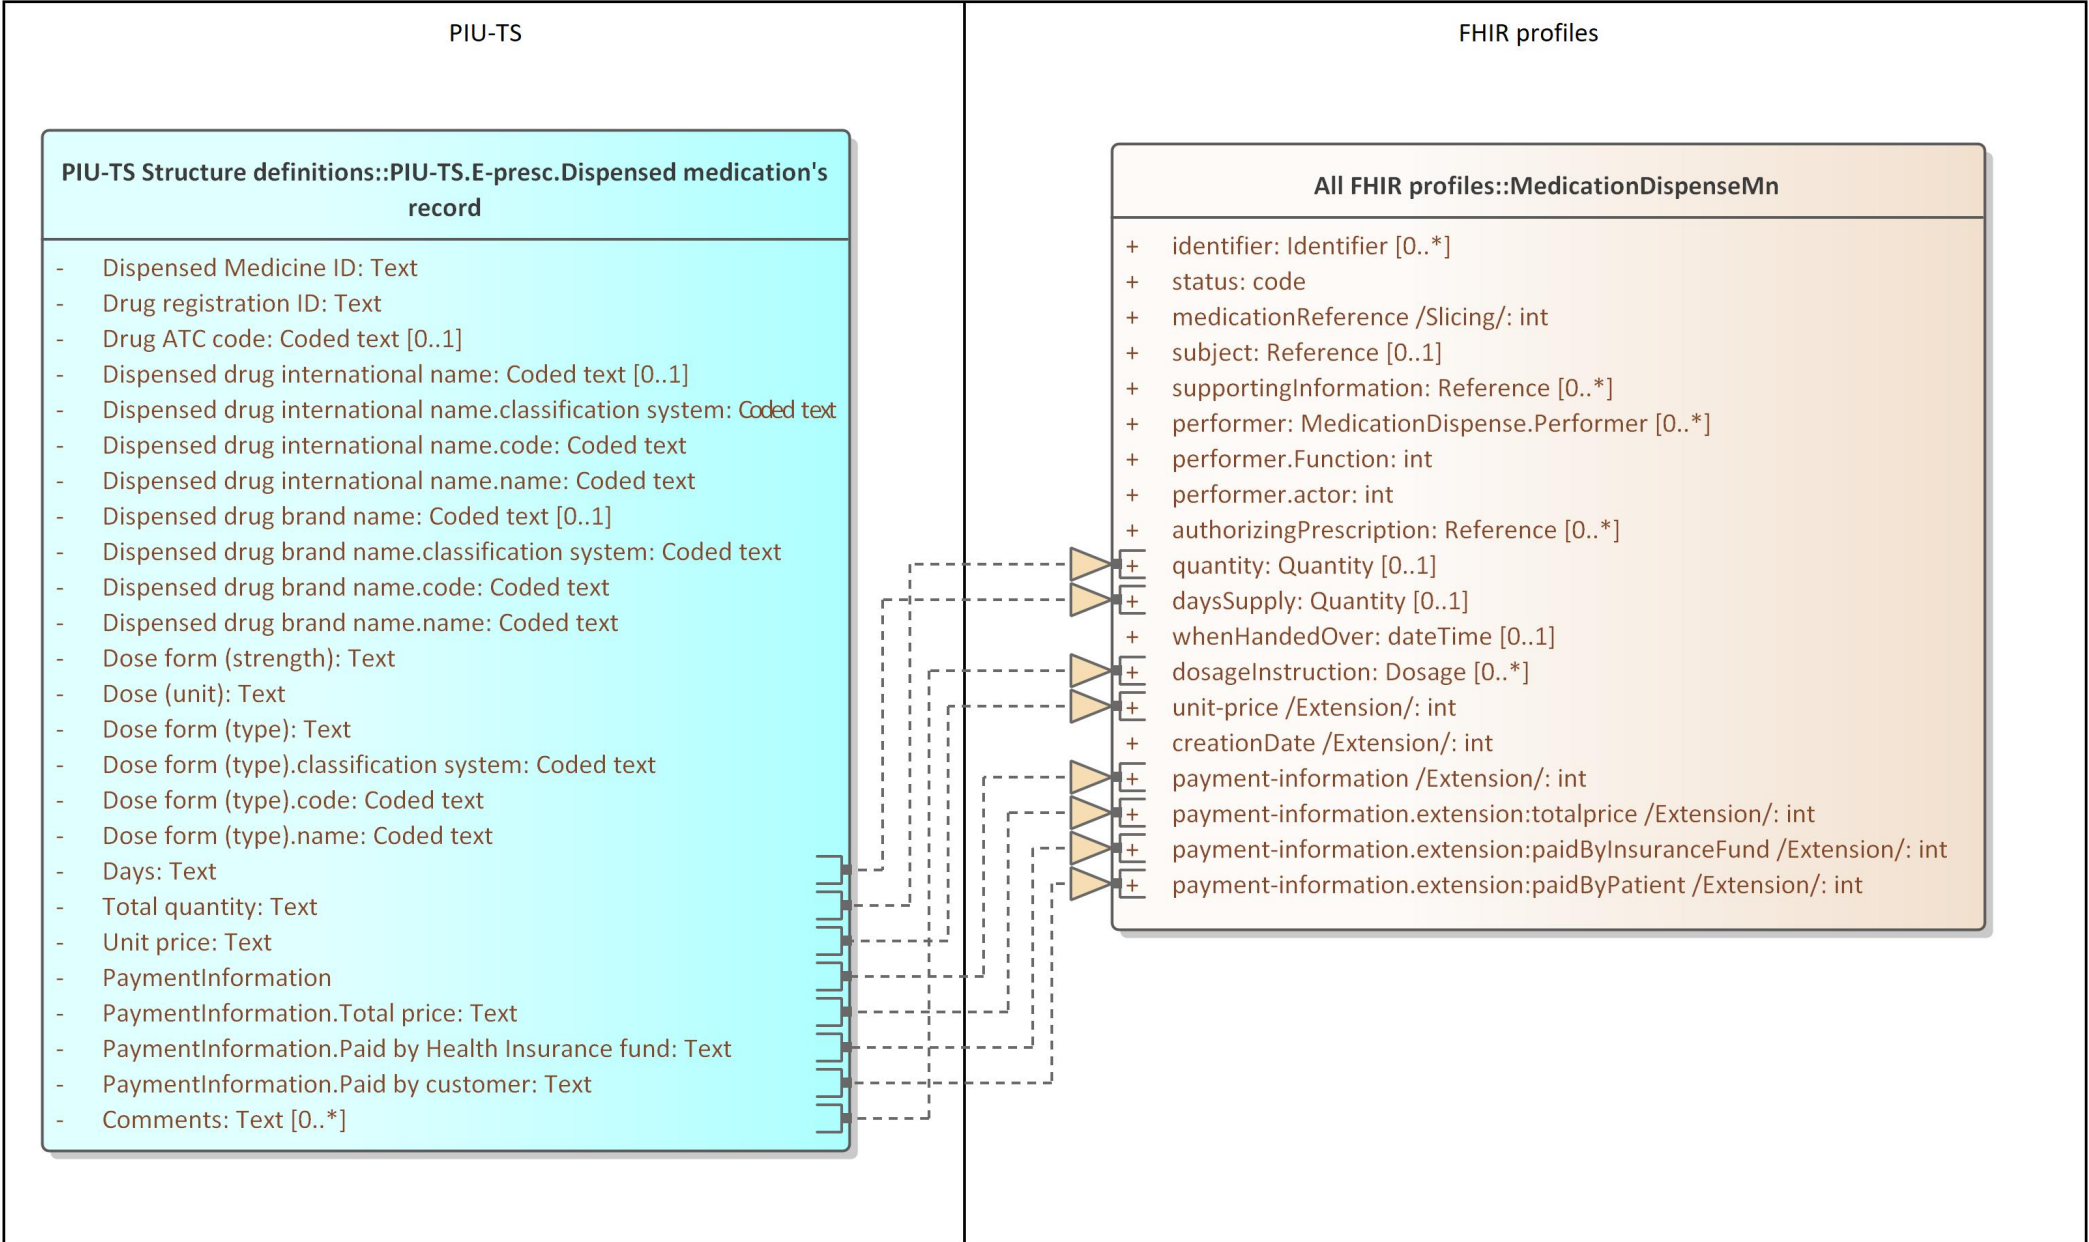 PIU-TS
FHIR profiles
PIU-TS Structure definitions::PIU-TS.E-presc.Dispensed medication's
record
- Dispensed Medicine ID: Text
- Drug registration ID: Text
- Drug ATC code: Coded text [0..1]
- Dispensed drug international name: Coded text [0..1]
- Dispensed drug international name.classification system: Coded text
- Dispensed drug international name.code: Coded text
- Dispensed drug international name.name: Coded text
- Dispensed drug brand name: Coded text [0..1]
- Dispensed drug brand name.classification system: Coded text
- Dispensed drug brand name.code: Coded text
- Dispensed drug brand name.name: Coded text
- Dose form (strength): Text
- Dose (unit): Text
- Dose form (type): Text
- Dose form (type).classification system: Coded text
- Dose form (type).code: Coded text
- Dose form (type).name: Coded text
- Days: Text
- Total quantity: Text
- Unit price: Text
- PaymentInformation
- PaymentInformation.Total price: Text
- PaymentInformation.Paid by Health Insurance fund: Text
- PaymentInformation.Paid by customer: Text
- Comments: Text [0..*]
All FHIR profiles::MedicationDispenseMn
+ identifier: Identifier [0..*]
+ status: code
+ medicationReference /Slicing/: int
+ subject: Reference [0..1]
+ supportingInformation: Reference [0..*]
+ performer: MedicationDispense.Performer [0..*]
+ performer.Function: int
+ performer.actor: int
+ authorizingPrescription: Reference [0..*]
+ quantity: Quantity [0..1]
+ daysSupply: Quantity [0..1]
+ whenHandedOver: dateTime [0..1]
+ dosageInstruction: Dosage [0..*]
+ unit-price /Extension/: int
+ creationDate /Extension/: int
+ payment-information /Extension/: int
+ payment-information.extension:totalprice /Extension/: int
+ payment-information.extension:paidByInsuranceFund /Extension/: int
+ payment-information.extension:paidByPatient /Extension/: int